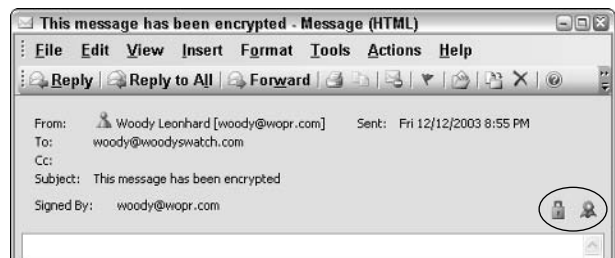 This message has been encrypted - Message (HTML)
File Edit View Insert Format Tools Actions Help
Reply Reply to All Forward
From: Woody Leonhard [woody@wopr.com] Sent: Fri 12/12/2003 8:55 PM
To: woody@woodyswatch.com
Cc:
Subject: This message has been encrypted
Signed By: woody@wopr.com